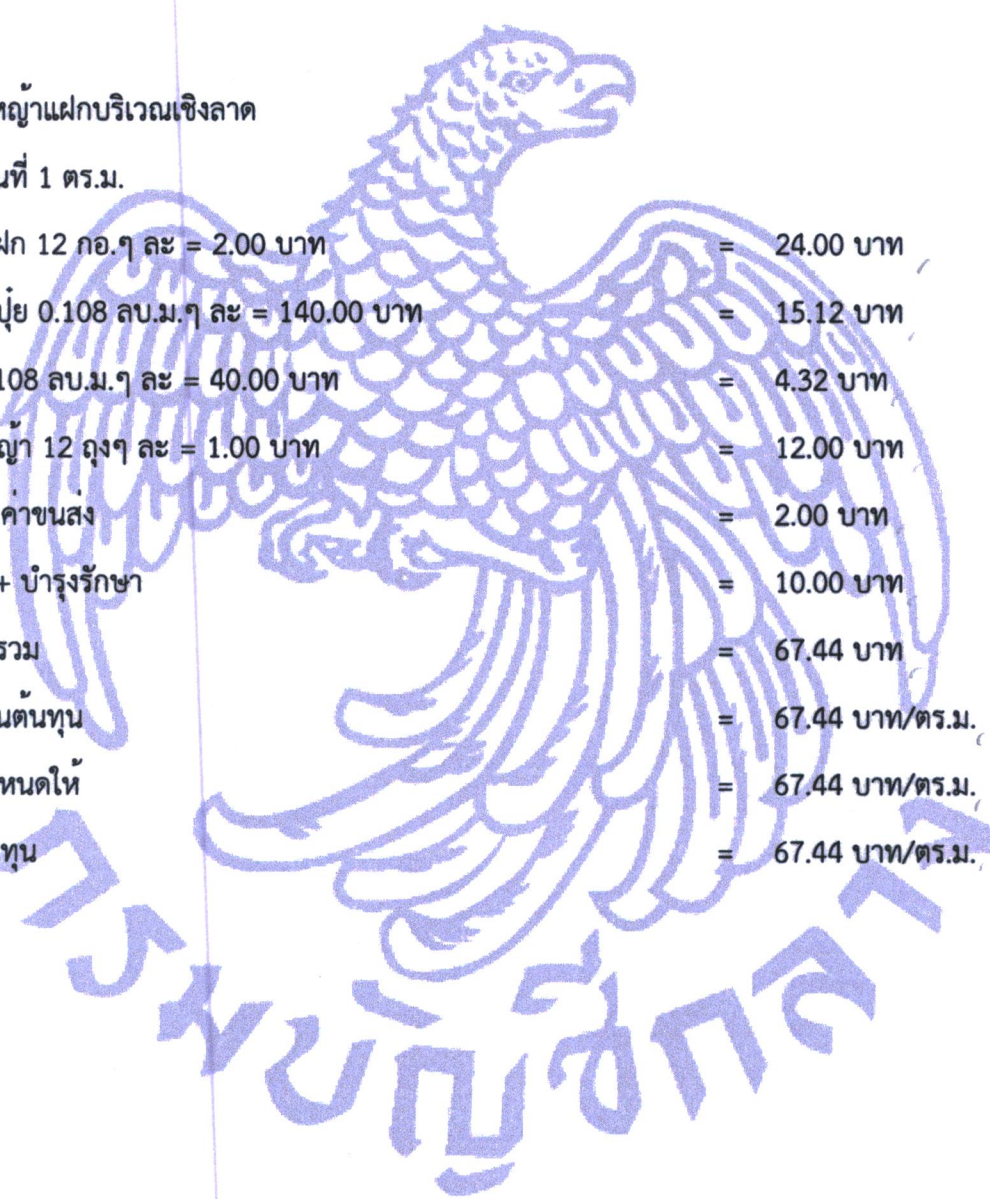 หญ้าแฝกบริเวณเชิงลาด
นที่ 1 ตร.ม.
ฝก 12 กอ.ๆ ละ = 2.00 บาท = 24.00 บาท
ปุ๋ย 0.108 ลบ.ม.ๆ ละ = 140.00 บาท = 15.12 บาท
108 ลบ.ม.ๆ ละ = 40.00 บาท = 4.32 บาท
ญ้า 12 ถุงๆ ละ = 1.00 บาท = 12.00 บาท
ค่าขนส่ง = 2.00 บาท
+ บำรุงรักษา = 10.00 บาท
รวม = 67.44 บาท
นต้นทุน = 67.44 บาท/ตร.ม.
หนดให้ = 67.44 บาท/ตร.ม.
ทุน = 67.44 บาท/ตร.ม.
กรมบัญชีกลาง